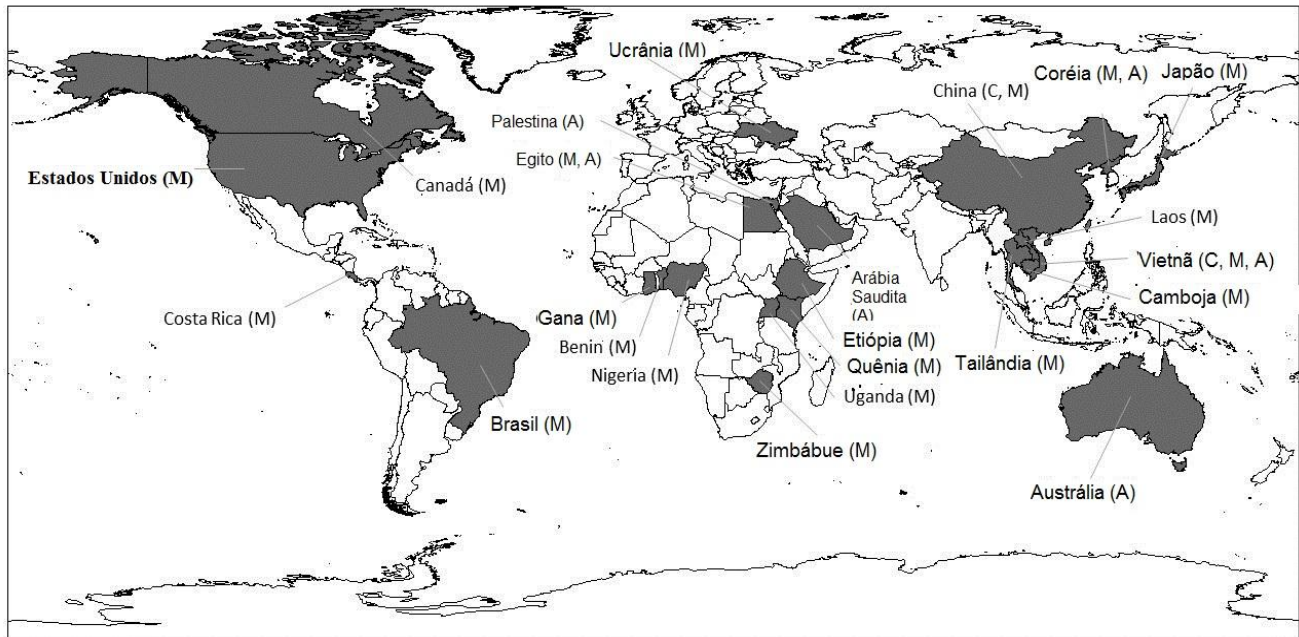 Ucrânia (M)
Coréia (M, A)
Japão (M)
China (C, M)
Palestina (A)
Egito (M, A)
Estados Unidos (M)
Canadá (M)
Laos (M)
Vietnã (C, M, A)
Arábia
Saudita
(A)
Camboja (M)
Costa Rica (M)
Gana (M)
Benin (M)
Etiópia (M)
Nigeria (M)
Quênia (M)
Tailândia (M)
Uganda (M)
Brasil (M)
Zimbábue (M)
Austrália (A)